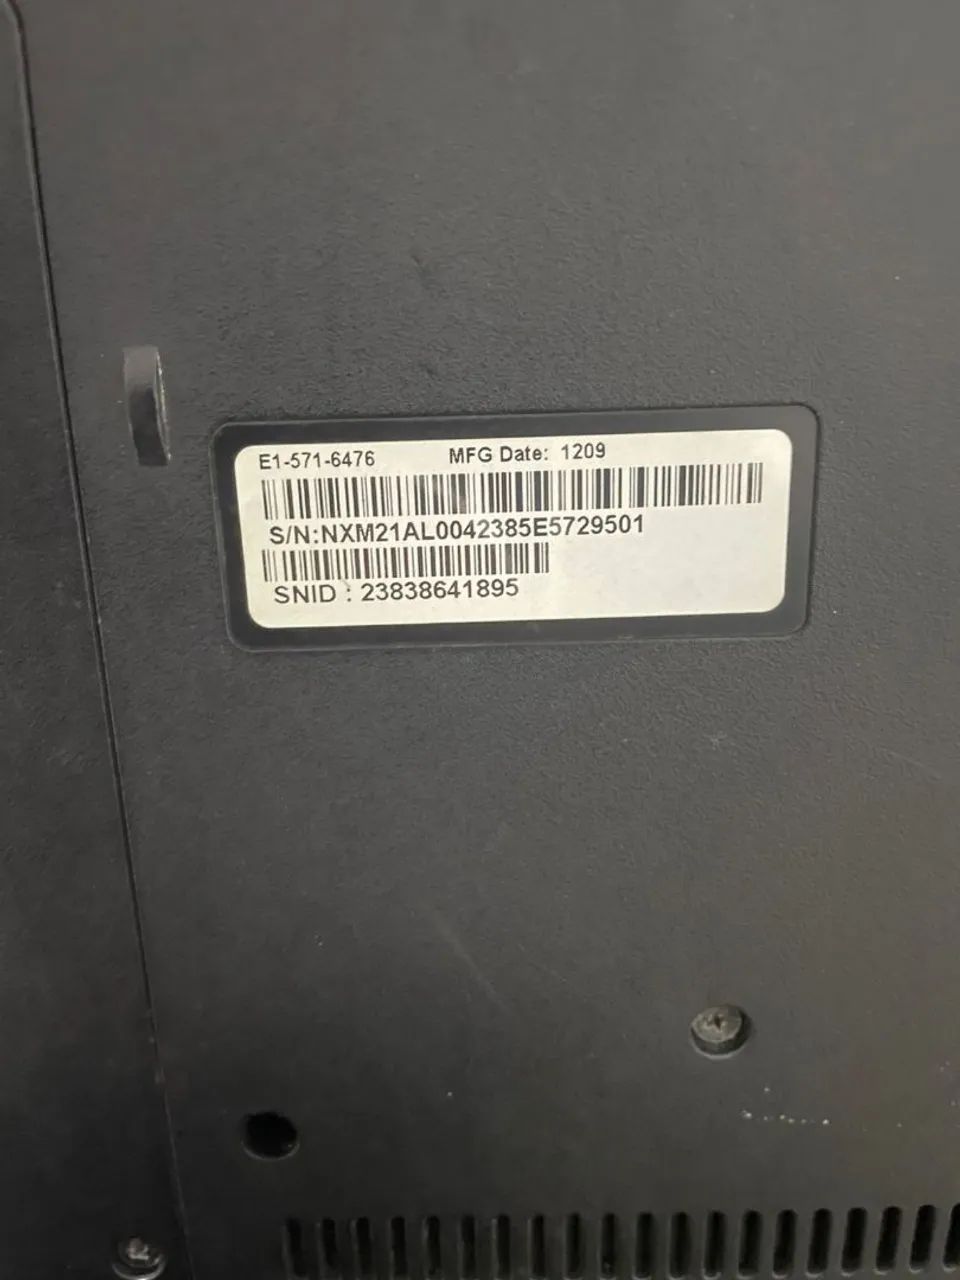 E1-571-6476 MFG Date: 1209
S/N:NXM21AL0042385E5729501
SNID : 23838641895